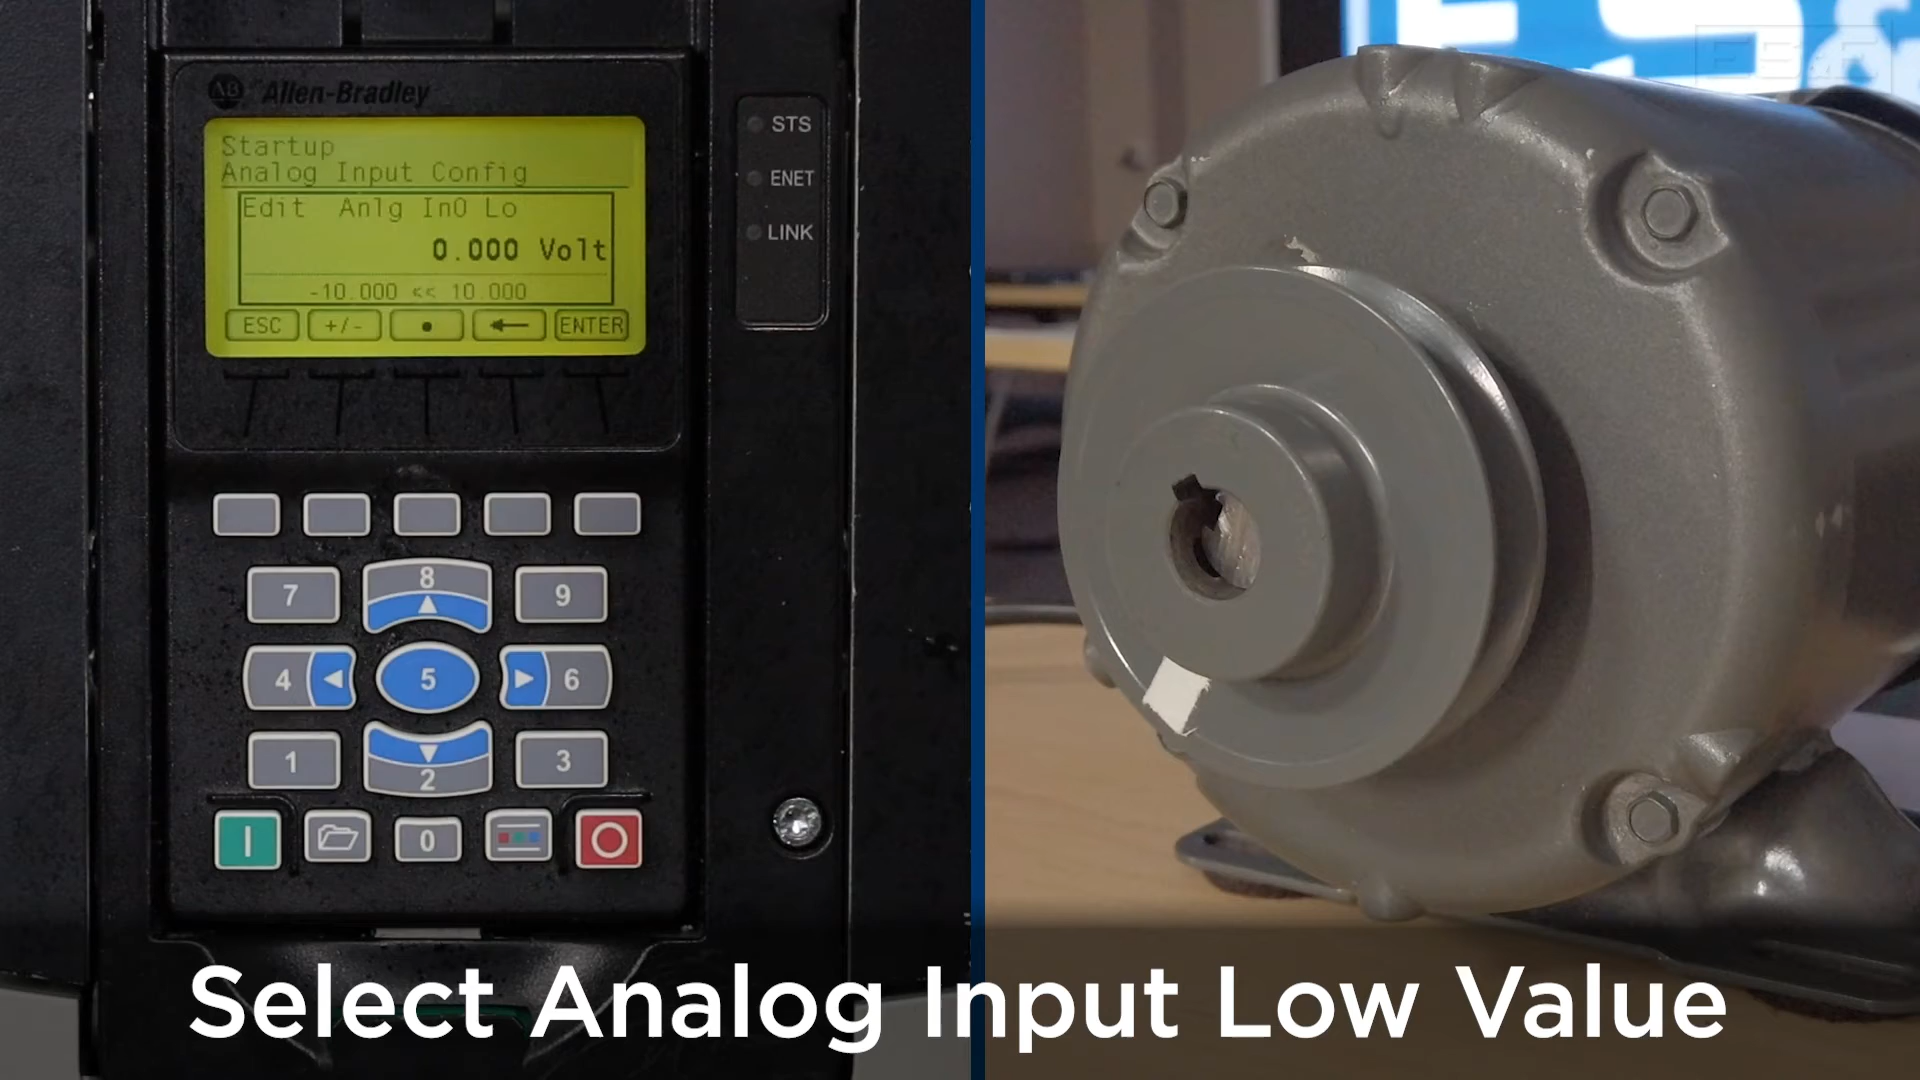 Allen-Bradley
Startup
Analog Input Config
Edit Anlg In0 Lo
0.000 Volt
-10.000 << 10.000
ESC +/- ENTER
STS
ENET
LINK
7 8 9
4 5 6
1 2 3
0
Select Analog Input Low Value